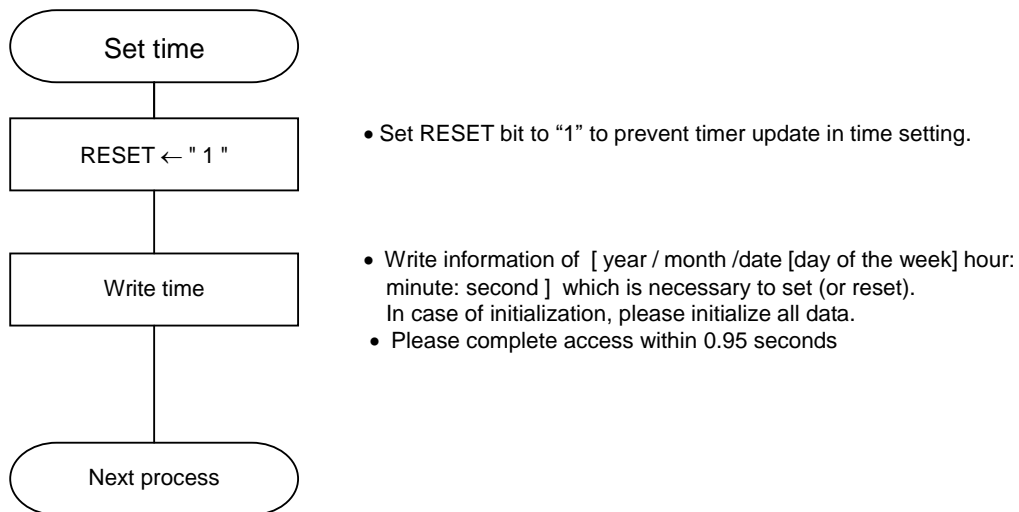 Set time
RESET ← " 1 "
• Set RESET bit to “1” to prevent timer update in time setting.
Write time
• Write information of [ year / month /date [day of the week] hour:
minute: second ] which is necessary to set (or reset).
In case of initialization, please initialize all data.
• Please complete access within 0.95 seconds
Next process